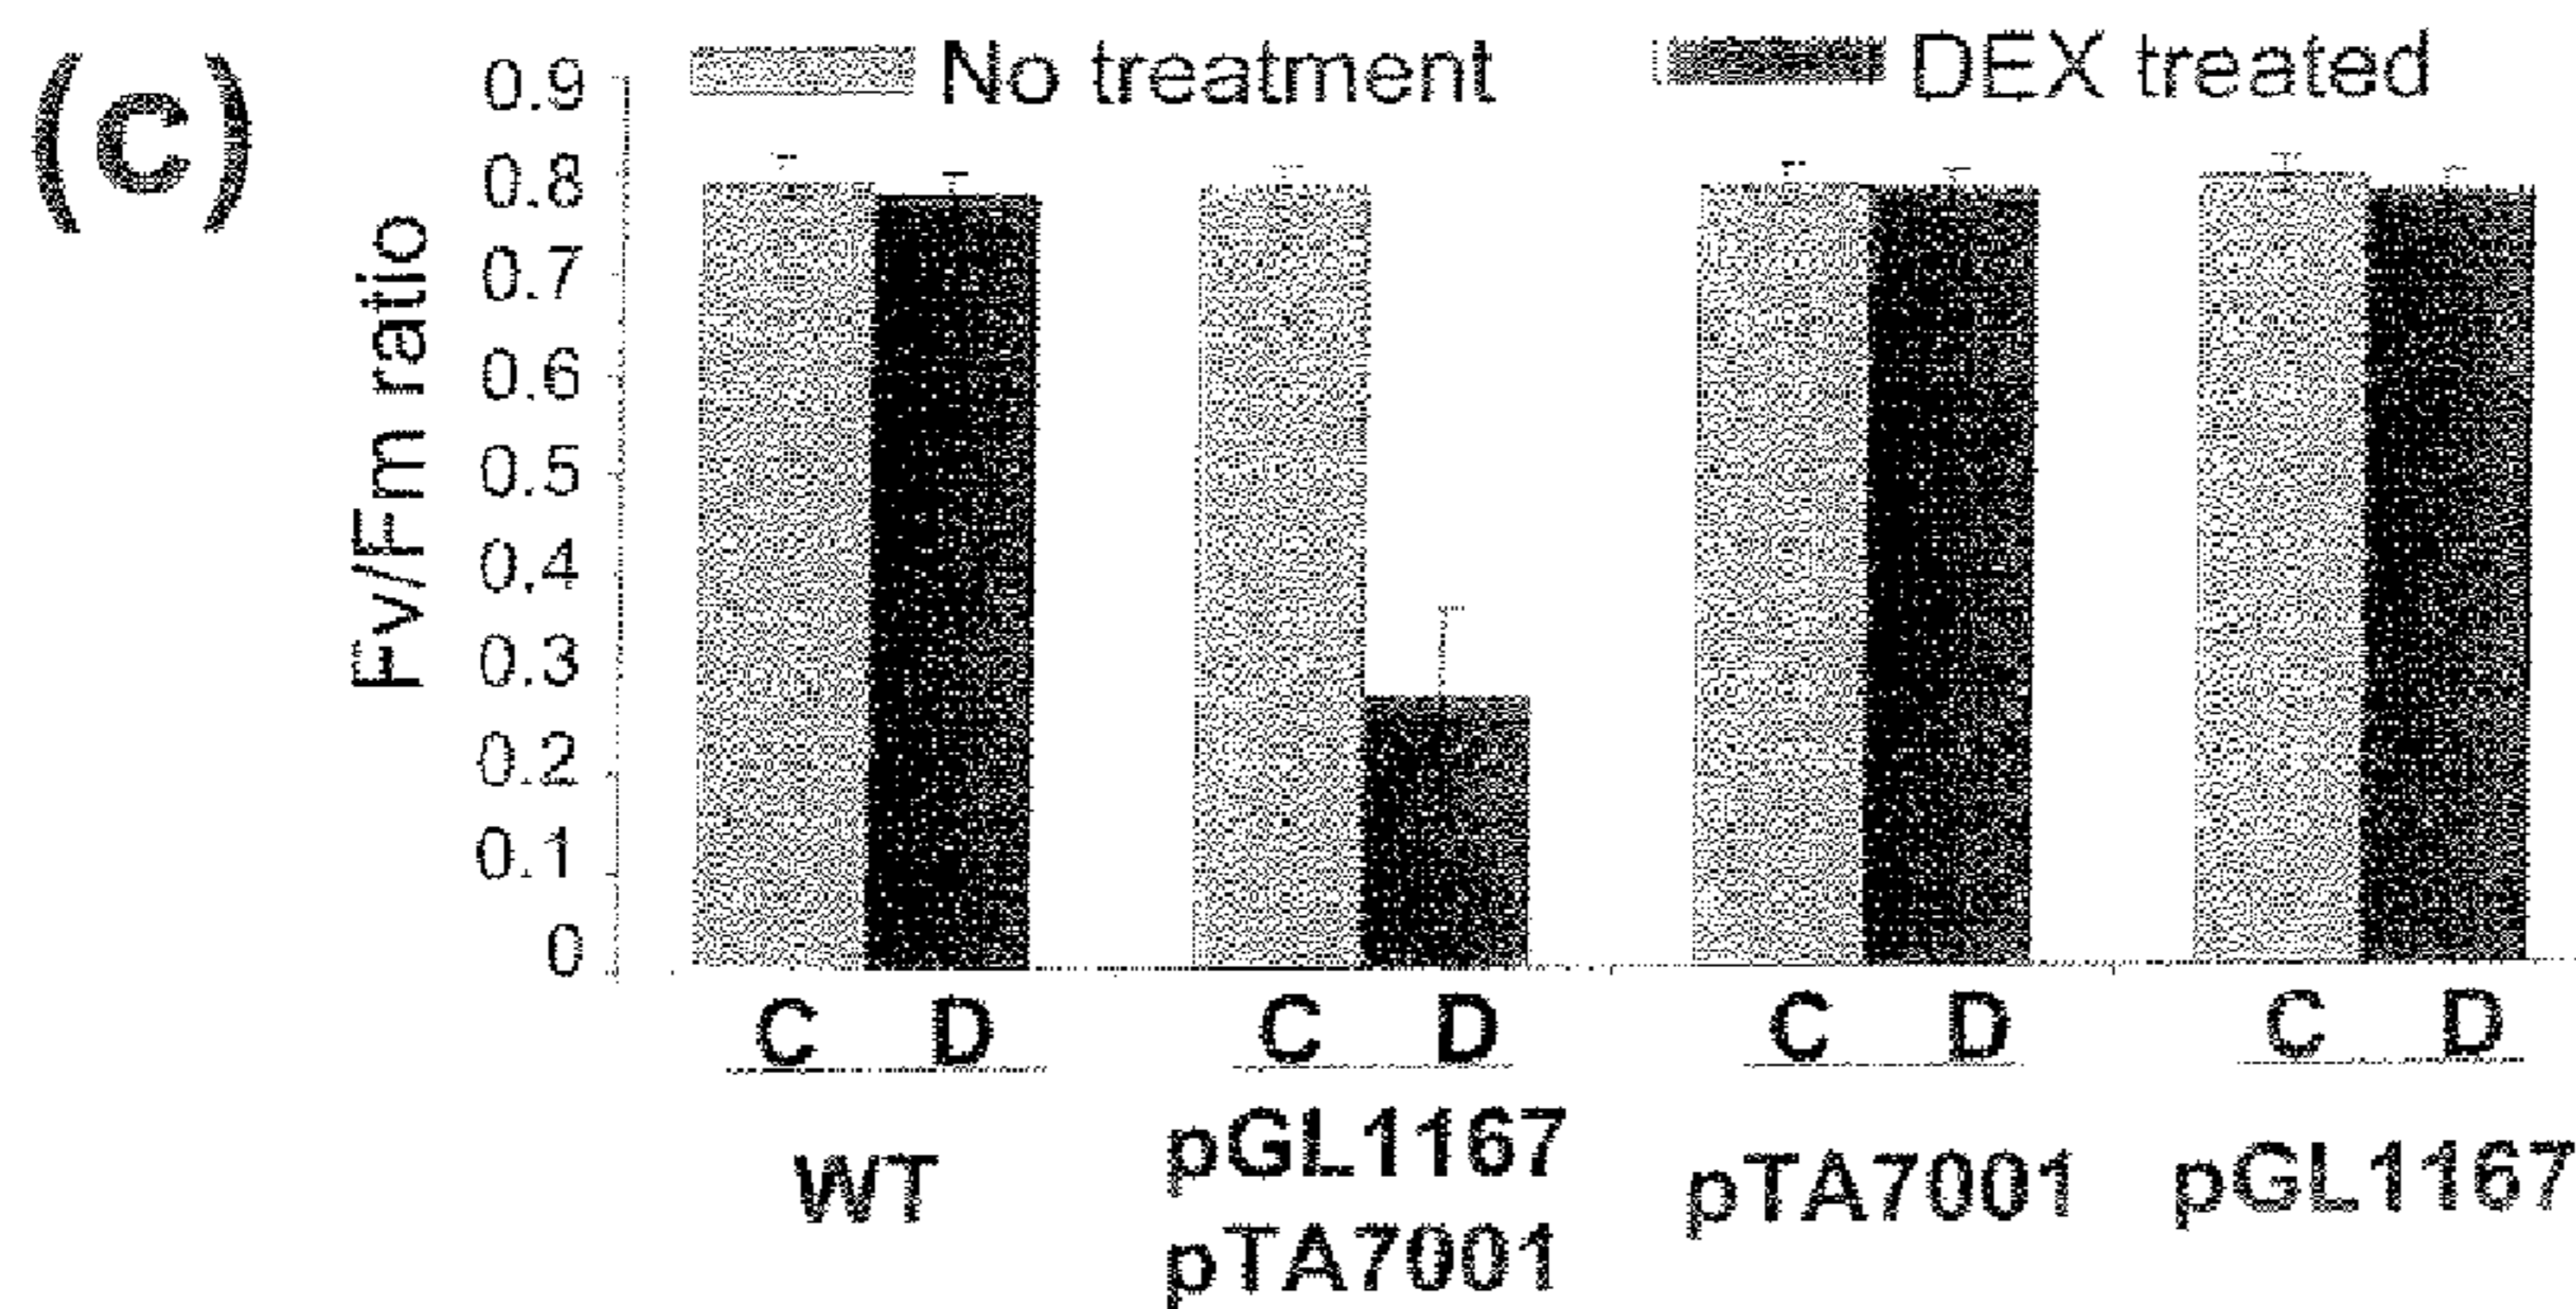 (c)
No treatment
DEX treated
Fv/Fm ratio
0.9
0.8
0.7
0.6
0.5
0.4
0.3
0.2
0.1
0
C D C D C D C D
WT
pGL1167
pTA7001
pTA7001
pGL1167